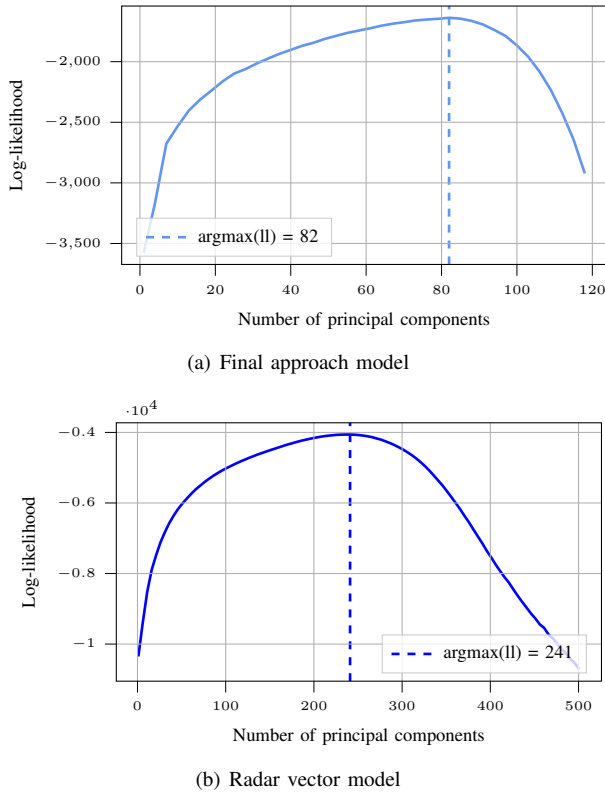 −2,000
−2,500
−3,000
−3,500
Log-likelihood
argmax(ll) = 82
0 20 40 60 80 100 120
Number of principal components
(a) Final approach model
·10⁴
−0.4
−0.6
−0.8
−1
Log-likelihood
argmax(ll) = 241
0 100 200 300 400 500
Number of principal components
(b) Radar vector model